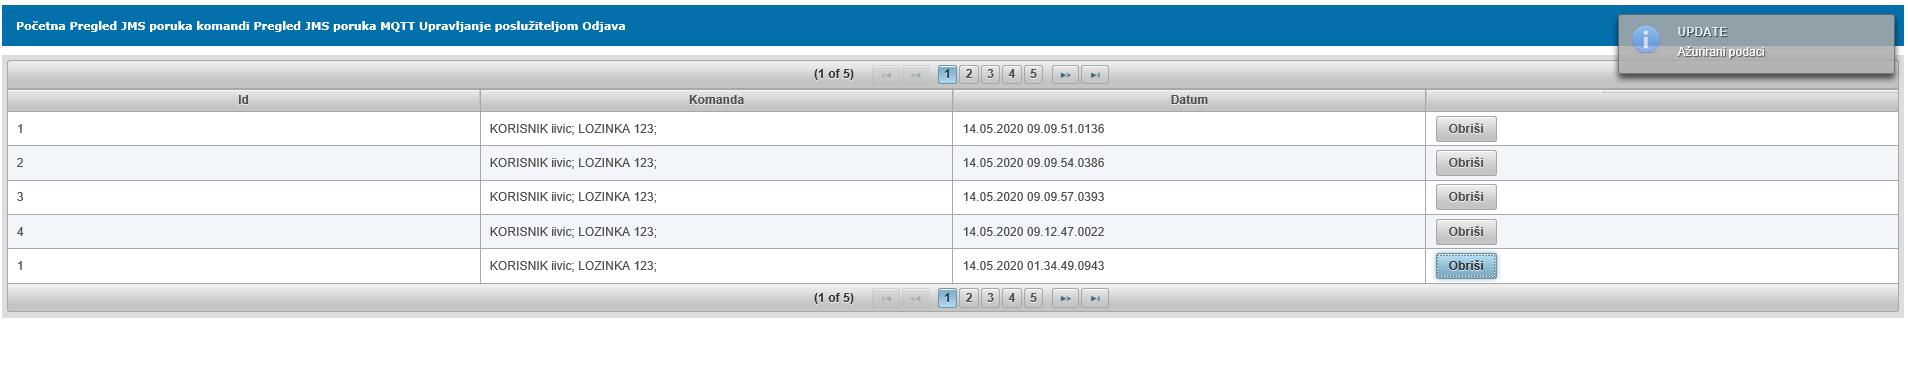 Početna Pregled JMS poruka komandi Pregled JMS poruka MQTT Upravljanje poslužiteljom Odjava
UPDATE
Ažurirani podaci
(1 of 5) 1 2 3 4 5
Id Komanda Datum
1 KORISNIK iivic; LOZINKA 123; 14.05.2020 09.09.51.0136 Obriši
2 KORISNIK iivic; LOZINKA 123; 14.05.2020 09.09.54.0386 Obriši
3 KORISNIK iivic; LOZINKA 123; 14.05.2020 09.09.57.0393 Obriši
4 KORISNIK iivic; LOZINKA 123; 14.05.2020 09.12.47.0022 Obriši
1 KORISNIK iivic; LOZINKA 123; 14.05.2020 01.34.49.0943 Obriši
(1 of 5) 1 2 3 4 5